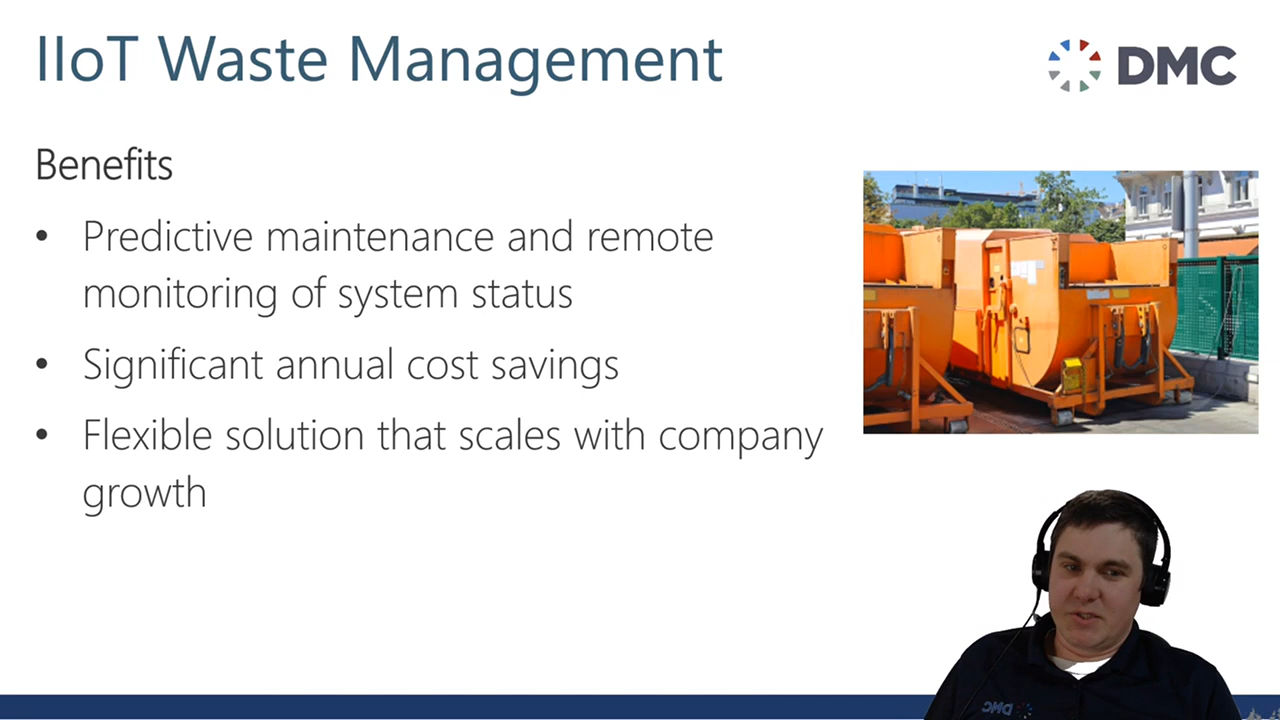 IIoT Waste Management
DMC
Benefits
• Predictive maintenance and remote
monitoring of system status
• Significant annual cost savings
• Flexible solution that scales with company
growth
DMC